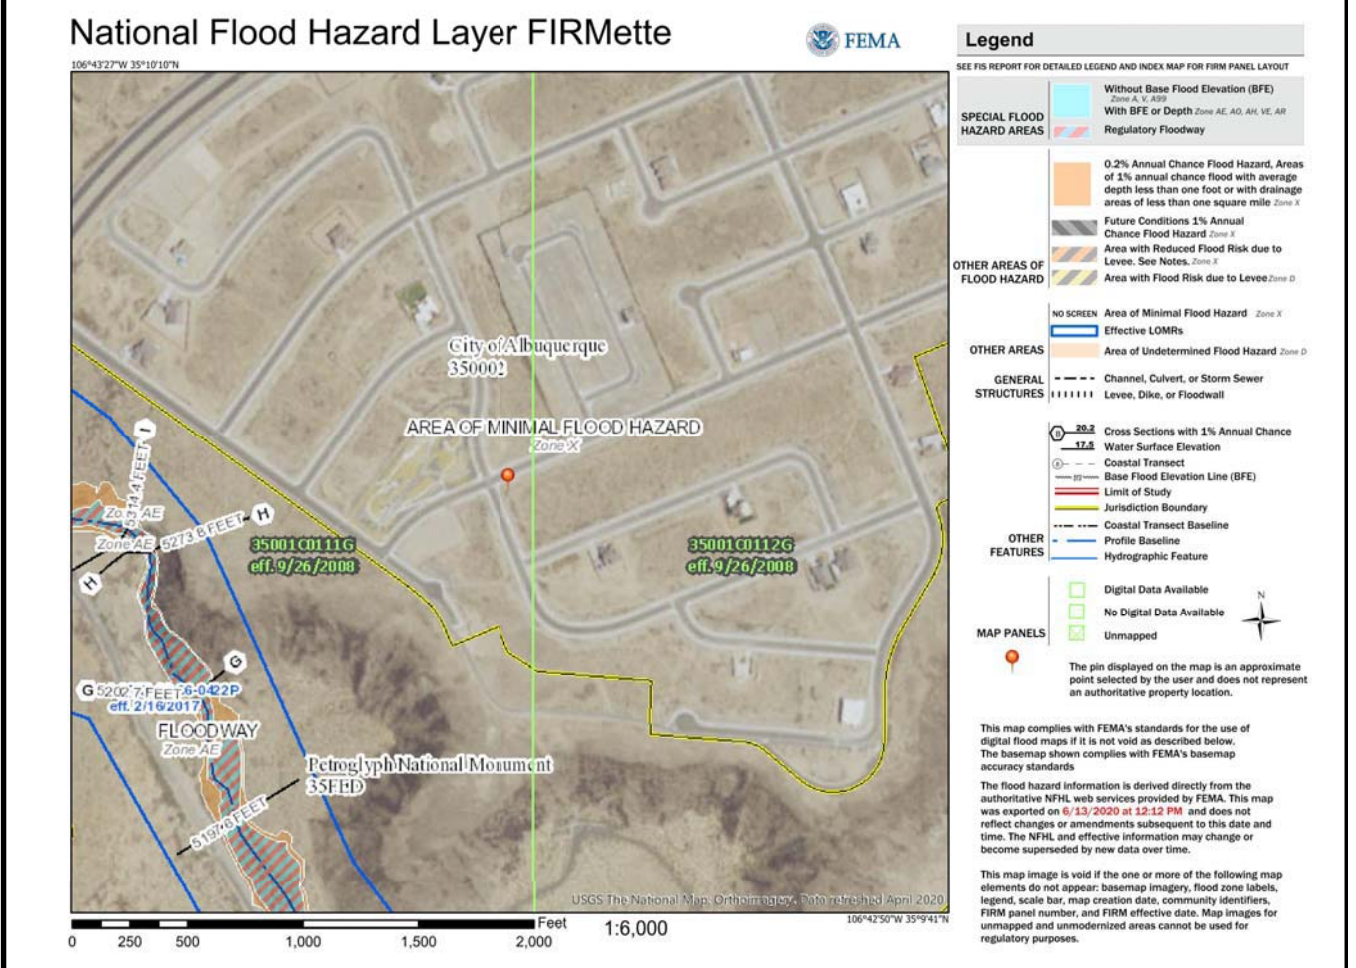 National Flood Hazard Layer FIRMette
FEMA
106°43'27"W 35°10'10"N
City of Albuquerque
350002
AREA OF MINIMAL FLOOD HAZARD
Zone X
5314.4 FEET
I
Zone AE
5273.8 FEET
H
H
35001C0111G
eff. 9/26/2008
35001C0112G
eff. 9/26/2008
G
G 5202.7 FEET 6-0422P
eff. 2/16/2017
FLOODWAY
Zone AE
Petroglyph National Monument
35FED
5197.6 FEET
USGS The National Map: Orthoimagery. Data refreshed April 2020
106°42'50"W 35°9'41"N
0 250 500 1,000 1,500 2,000
Feet
1:6,000
Legend
SEE FIS REPORT FOR DETAILED LEGEND AND INDEX MAP FOR FIRM PANEL LAYOUT
SPECIAL FLOOD
HAZARD AREAS
Without Base Flood Elevation (BFE)
Zone A, V, A99
With BFE or Depth Zone AE, AO, AH, VE, AR
Regulatory Floodway
OTHER AREAS OF
FLOOD HAZARD
0.2% Annual Chance Flood Hazard, Areas
of 1% annual chance flood with average
depth less than one foot or with drainage
areas of less than one square mile Zone X
Future Conditions 1% Annual
Chance Flood Hazard Zone X
Area with Reduced Flood Risk due to
Levee. See Notes. Zone X
Area with Flood Risk due to Levee Zone D
OTHER AREAS
NO SCREEN Area of Minimal Flood Hazard Zone X
Effective LOMRs
Area of Undetermined Flood Hazard Zone D
GENERAL
STRUCTURES
Channel, Culvert, or Storm Sewer
Levee, Dike, or Floodwall
OTHER
FEATURES
B 20.2 Cross Sections with 1% Annual Chance
17.5 Water Surface Elevation
8 Coastal Transect
Base Flood Elevation Line (BFE)
Limit of Study
Jurisdiction Boundary
Coastal Transect Baseline
Profile Baseline
Hydrographic Feature
MAP PANELS
Digital Data Available
No Digital Data Available
Unmapped
N
The pin displayed on the map is an approximate
point selected by the user and does not represent
an authoritative property location.
This map complies with FEMA's standards for the use of
digital flood maps if it is not void as described below.
The basemap shown complies with FEMA's basemap
accuracy standards
The flood hazard information is derived directly from the
authoritative NFHL web services provided by FEMA. This map
was exported on 6/13/2020 at 12:12 PM and does not
reflect changes or amendments subsequent to this date and
time. The NFHL and effective information may change or
become superseded by new data over time.
This map image is void if the one or more of the following map
elements do not appear: basemap imagery, flood zone labels,
legend, scale bar, map creation date, community identifiers,
FIRM panel number, and FIRM effective date. Map images for
unmapped and unmodernized areas cannot be used for
regulatory purposes.